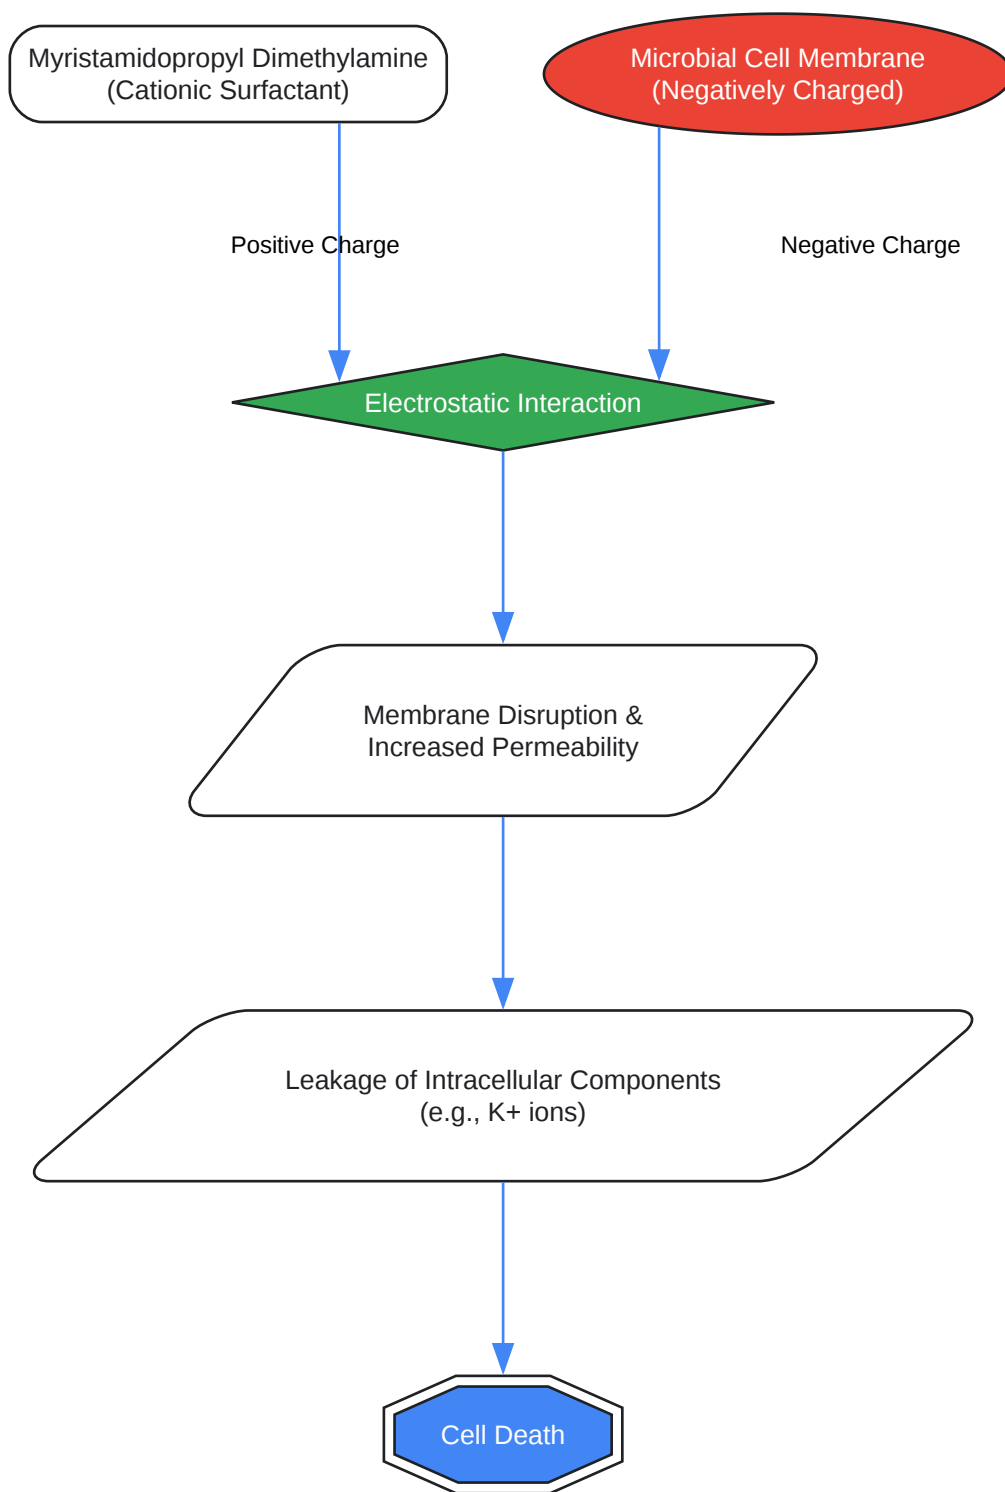 Myristamidopropyl Dimethylamine
(Cationic Surfactant)
Microbial Cell Membrane
(Negatively Charged)
Positive Charge
Negative Charge
Electrostatic Interaction
Membrane Disruption &
Increased Permeability
Leakage of Intracellular Components
(e.g., K+ ions)
Cell Death